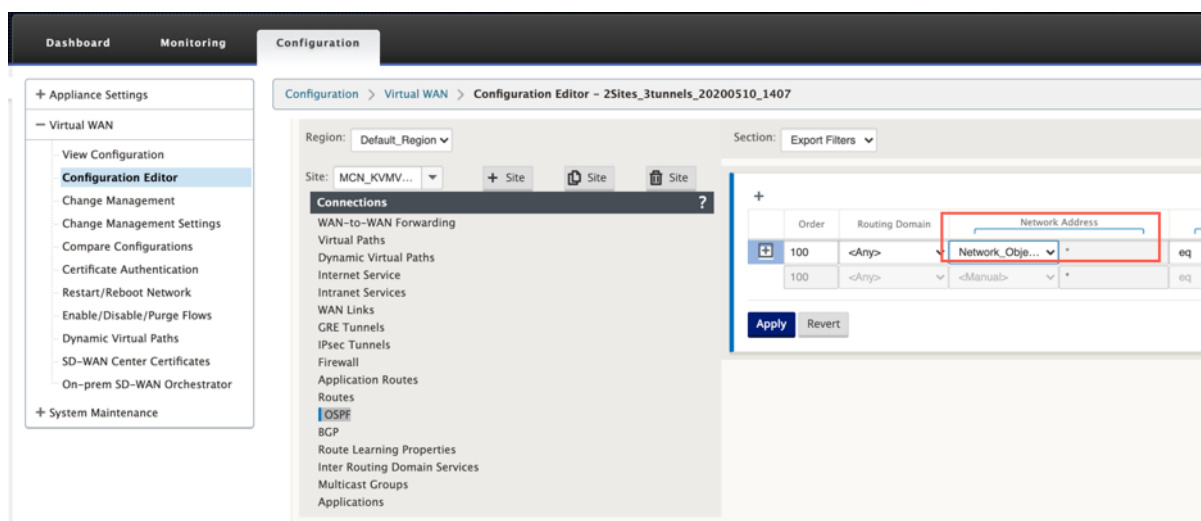 Dashboard Monitoring Configuration
+ Appliance Settings
− Virtual WAN
View Configuration
Configuration Editor
Change Management
Change Management Settings
Compare Configurations
Certificate Authentication
Restart/Reboot Network
Enable/Disable/Purge Flows
Dynamic Virtual Paths
SD-WAN Center Certificates
On-prem SD-WAN Orchestrator
+ System Maintenance
Configuration > Virtual WAN > Configuration Editor - 2Sites_3tunnels_20200510_1407
Region: Default_Region
Site: MCN_KVMV... + Site Site Site
Connections ?
WAN-to-WAN Forwarding
Virtual Paths
Dynamic Virtual Paths
Internet Service
Intranet Services
WAN Links
GRE Tunnels
IPsec Tunnels
Firewall
Application Routes
Routes
OSPF
BGP
Route Learning Properties
Inter Routing Domain Services
Multicast Groups
Applications
Section: Export Filters
+
Order Routing Domain Network Address
+ 100 <Any> Network_Obje... * eq
100 <Any> <Manual> * eq
Apply Revert